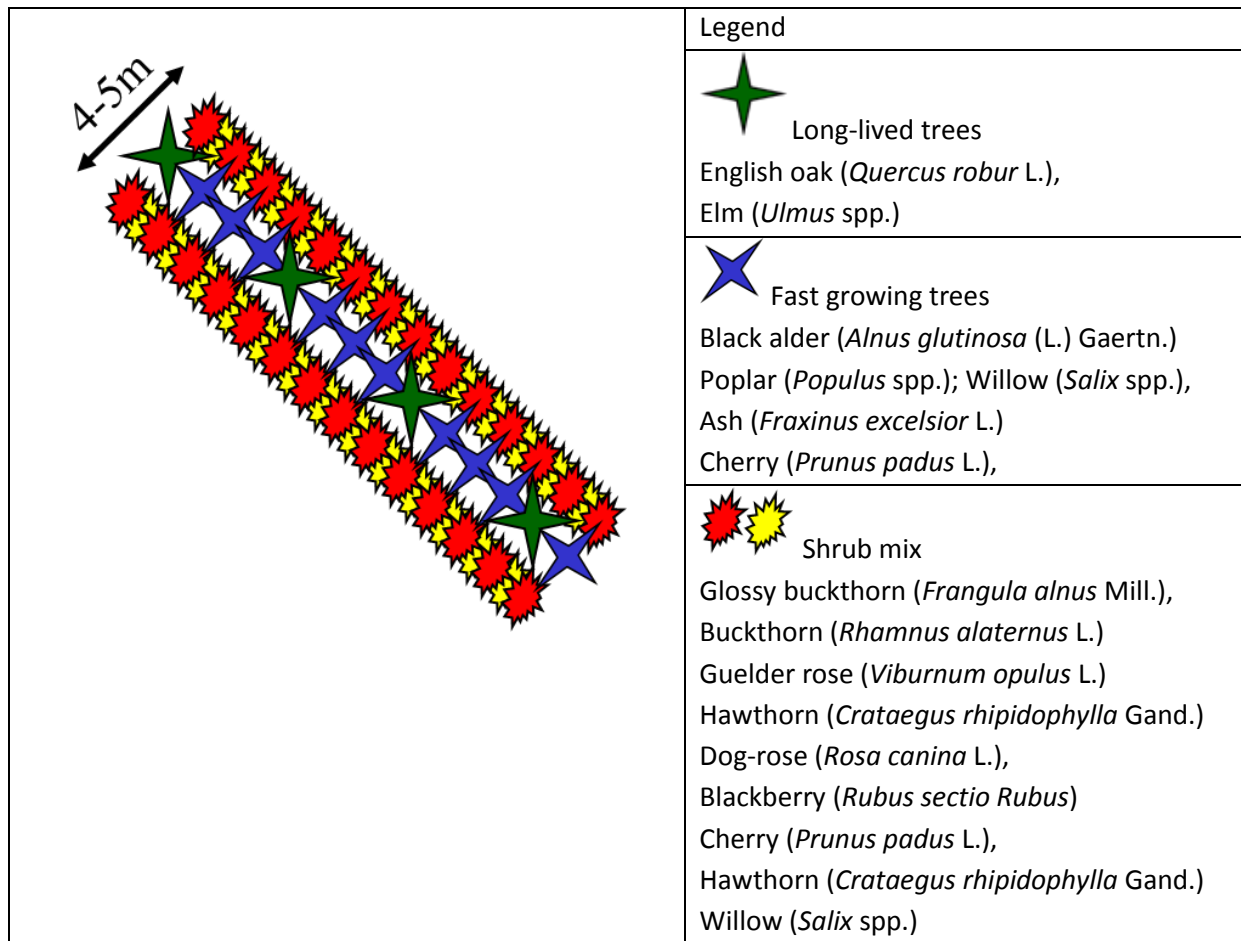 4-5m
Legend
Long-lived trees
English oak (Quercus robur L.),
Elm (Ulmus spp.)
Fast growing trees
Black alder (Alnus glutinosa (L.) Gaertn.)
Poplar (Populus spp.); Willow (Salix spp.),
Ash (Fraxinus excelsior L.)
Cherry (Prunus padus L.),
Shrub mix
Glossy buckthorn (Frangula alnus Mill.),
Buckthorn (Rhamnus alaternus L.)
Guelder rose (Viburnum opulus L.)
Hawthorn (Crataegus rhipidophylla Gand.)
Dog-rose (Rosa canina L.),
Blackberry (Rubus sectio Rubus)
Cherry (Prunus padus L.),
Hawthorn (Crataegus rhipidophylla Gand.)
Willow (Salix spp.)